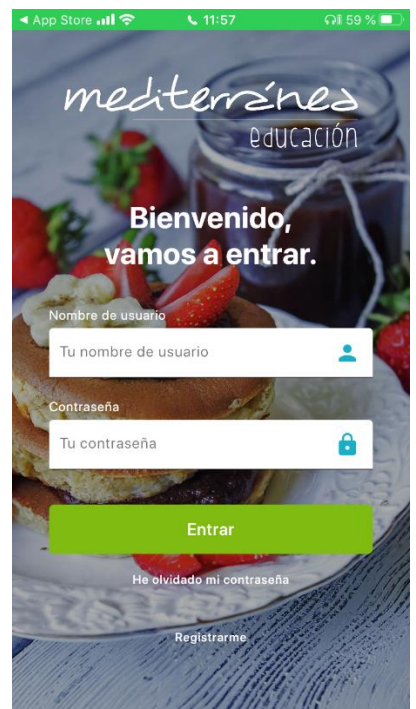 App Store 11:57 59 %
mediterránea
educación
Bienvenido,
vamos a entrar.
Nombre de usuario
Tu nombre de usuario
Contraseña
Tu contraseña
Entrar
He olvidado mi contraseña
Registrarme